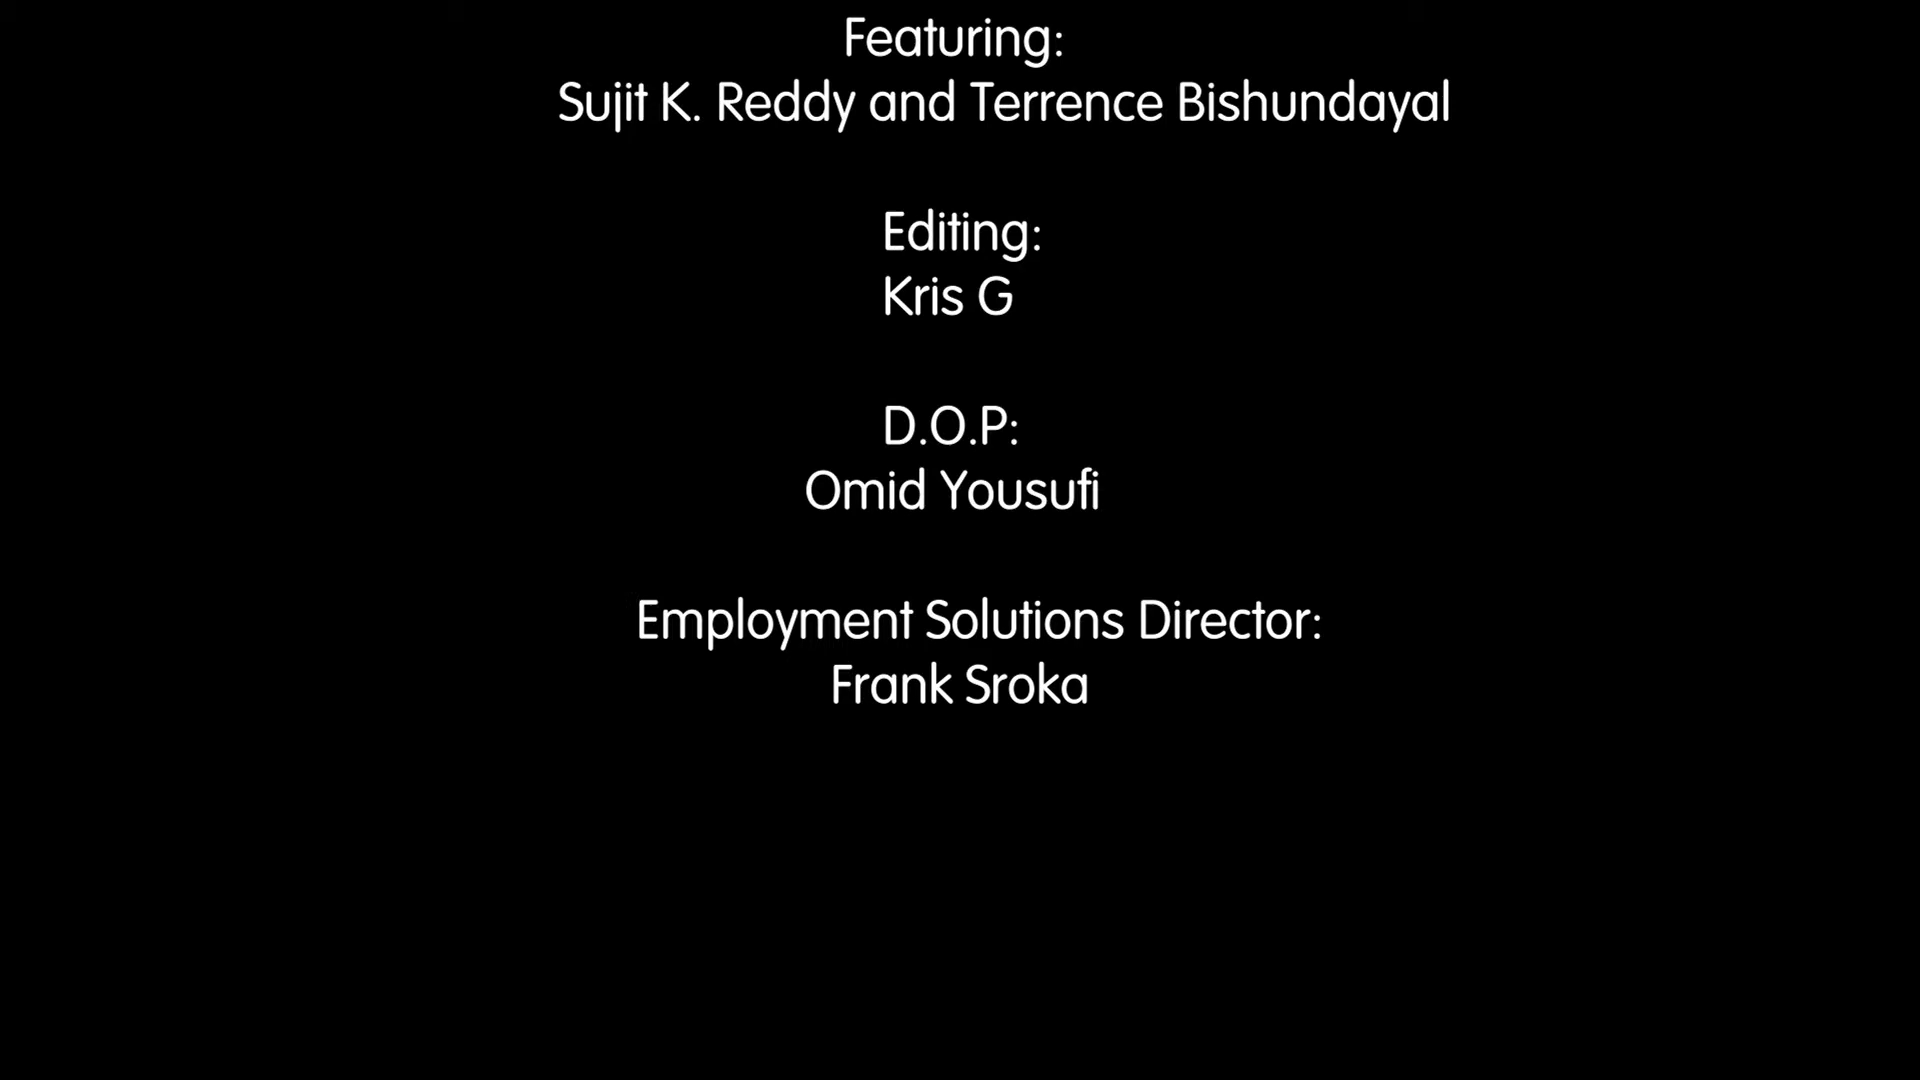 Featuring:
Sujit K. Reddy and Terrence Bishundayal
Editing:
Kris G
D.O.P:
Omid Yousufi
Employment Solutions Director:
Frank Sroka